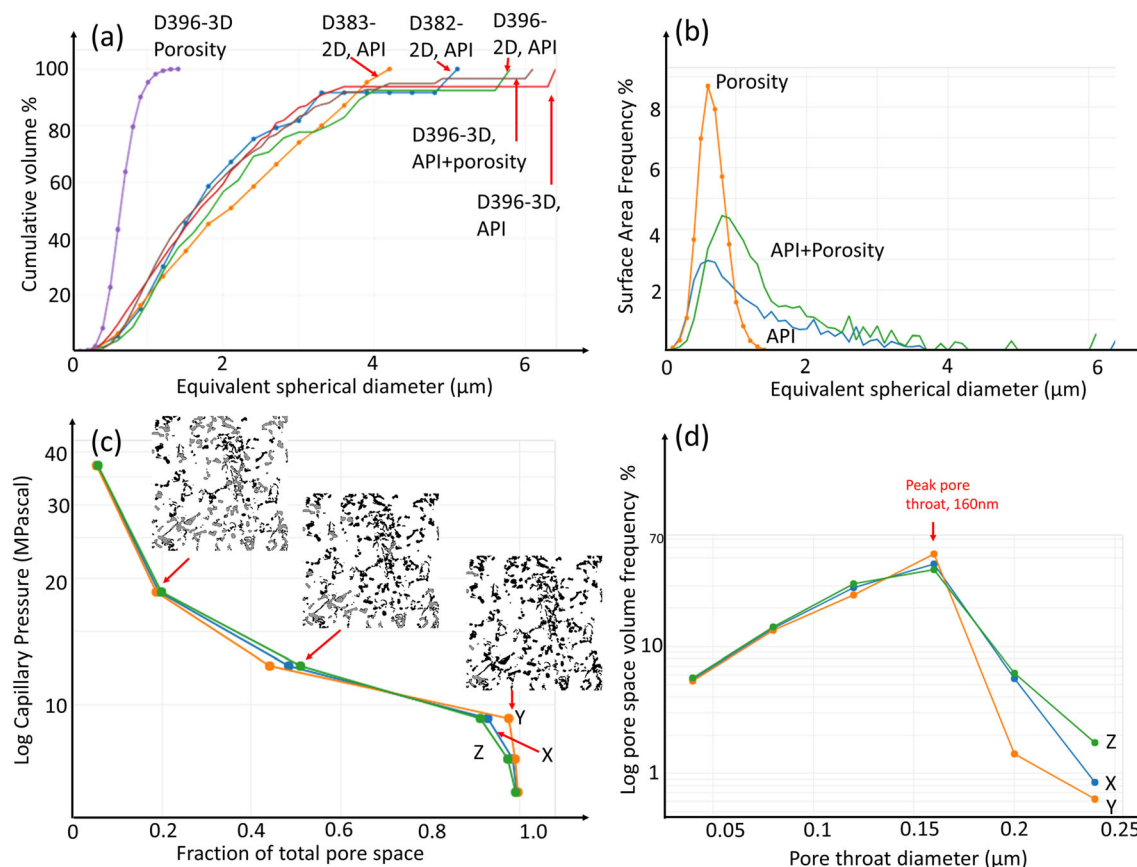 (a)
D396-3D
Porosity
D383-
2D, API
D382-
2D, API
D396-
2D, API
D396-3D,
API+porosity
D396-3D,
API
Cumulative volume %
100
80
60
40
20
0
2
4
6
Equivalent spherical diameter (μm)
(b)
Porosity
API+Porosity
API
Surface Area Frequency %
8
6
4
2
0
2
4
6
Equivalent spherical diameter (μm)
(c)
Log Capillary Pressure (MPascal)
40
30
20
10
Y
X
Z
0
0.2
0.4
0.6
0.8
1.0
Fraction of total pore space
(d)
Peak pore
throat, 160nm
Log pore space volume frequency %
70
10
1
Z
X
Y
0.05
0.1
0.15
0.2
0.25
Pore throat diameter (μm)